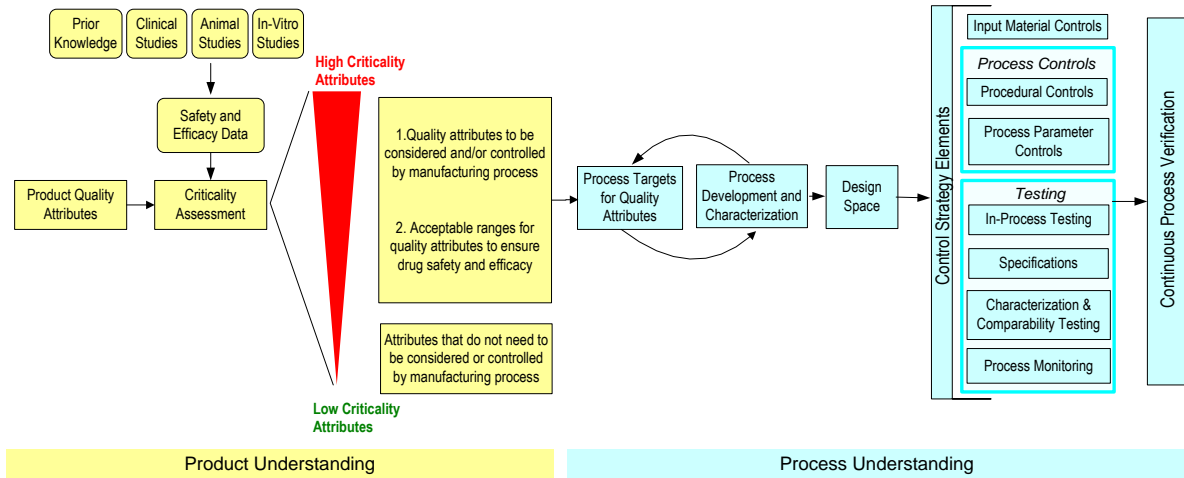 Prior
Knowledge
Clinical
Studies
Animal
Studies
In-Vitro
Studies
Safety and
Efficacy Data
Product Quality
Attributes
Criticality
Assessment
High Criticality
Attributes
Low Criticality
Attributes
1.Quality attributes to be
considered and/or controlled
by manufacturing process
2. Acceptable ranges for
quality attributes to ensure
drug safety and efficacy
Attributes that do not need to
be considered or controlled
by manufacturing process
Process Targets
for Quality
Attributes
Process
Development and
Characterization
Design
Space
Control Strategy Elements
Input Material Controls
Process Controls
Procedural Controls
Process Parameter
Controls
Testing
In-Process Testing
Specifications
Characterization &
Comparability Testing
Process Monitoring
Continuous Process Verification
Product Understanding
Process Understanding